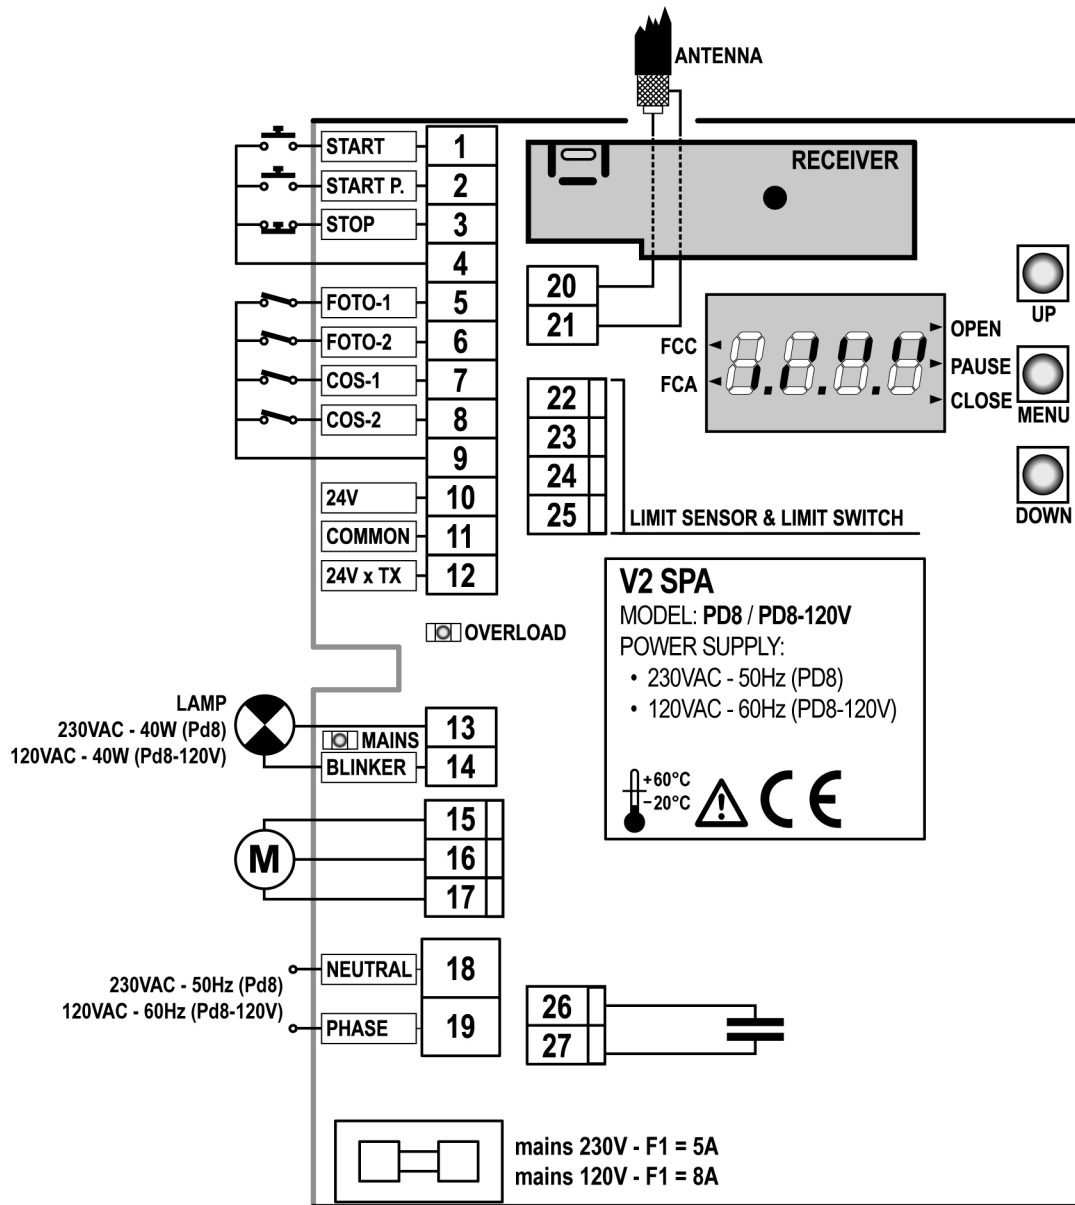 ANTENNA
START 1
START P. 2
STOP 3
4
FOTO-1 5
FOTO-2 6
COS-1 7
COS-2 8
9
24V 10
COMMON 11
24V x TX 12
RECEIVER
20
21
FCC
FCA
OPEN
PAUSE
CLOSE
UP
MENU
DOWN
22
23
24
25
LIMIT SENSOR & LIMIT SWITCH
OVERLOAD
V2 SPA
MODEL: PD8 / PD8-120V
POWER SUPPLY:
• 230VAC - 50Hz (PD8)
• 120VAC - 60Hz (PD8-120V)
+60°C
-20°C
CE
LAMP
230VAC - 40W (Pd8)
120VAC - 40W (Pd8-120V)
MAINS
13
BLINKER 14
15
M 16
17
230VAC - 50Hz (Pd8)
120VAC - 60Hz (Pd8-120V)
NEUTRAL 18
PHASE 19
26
27
mains 230V - F1 = 5A
mains 120V - F1 = 8A